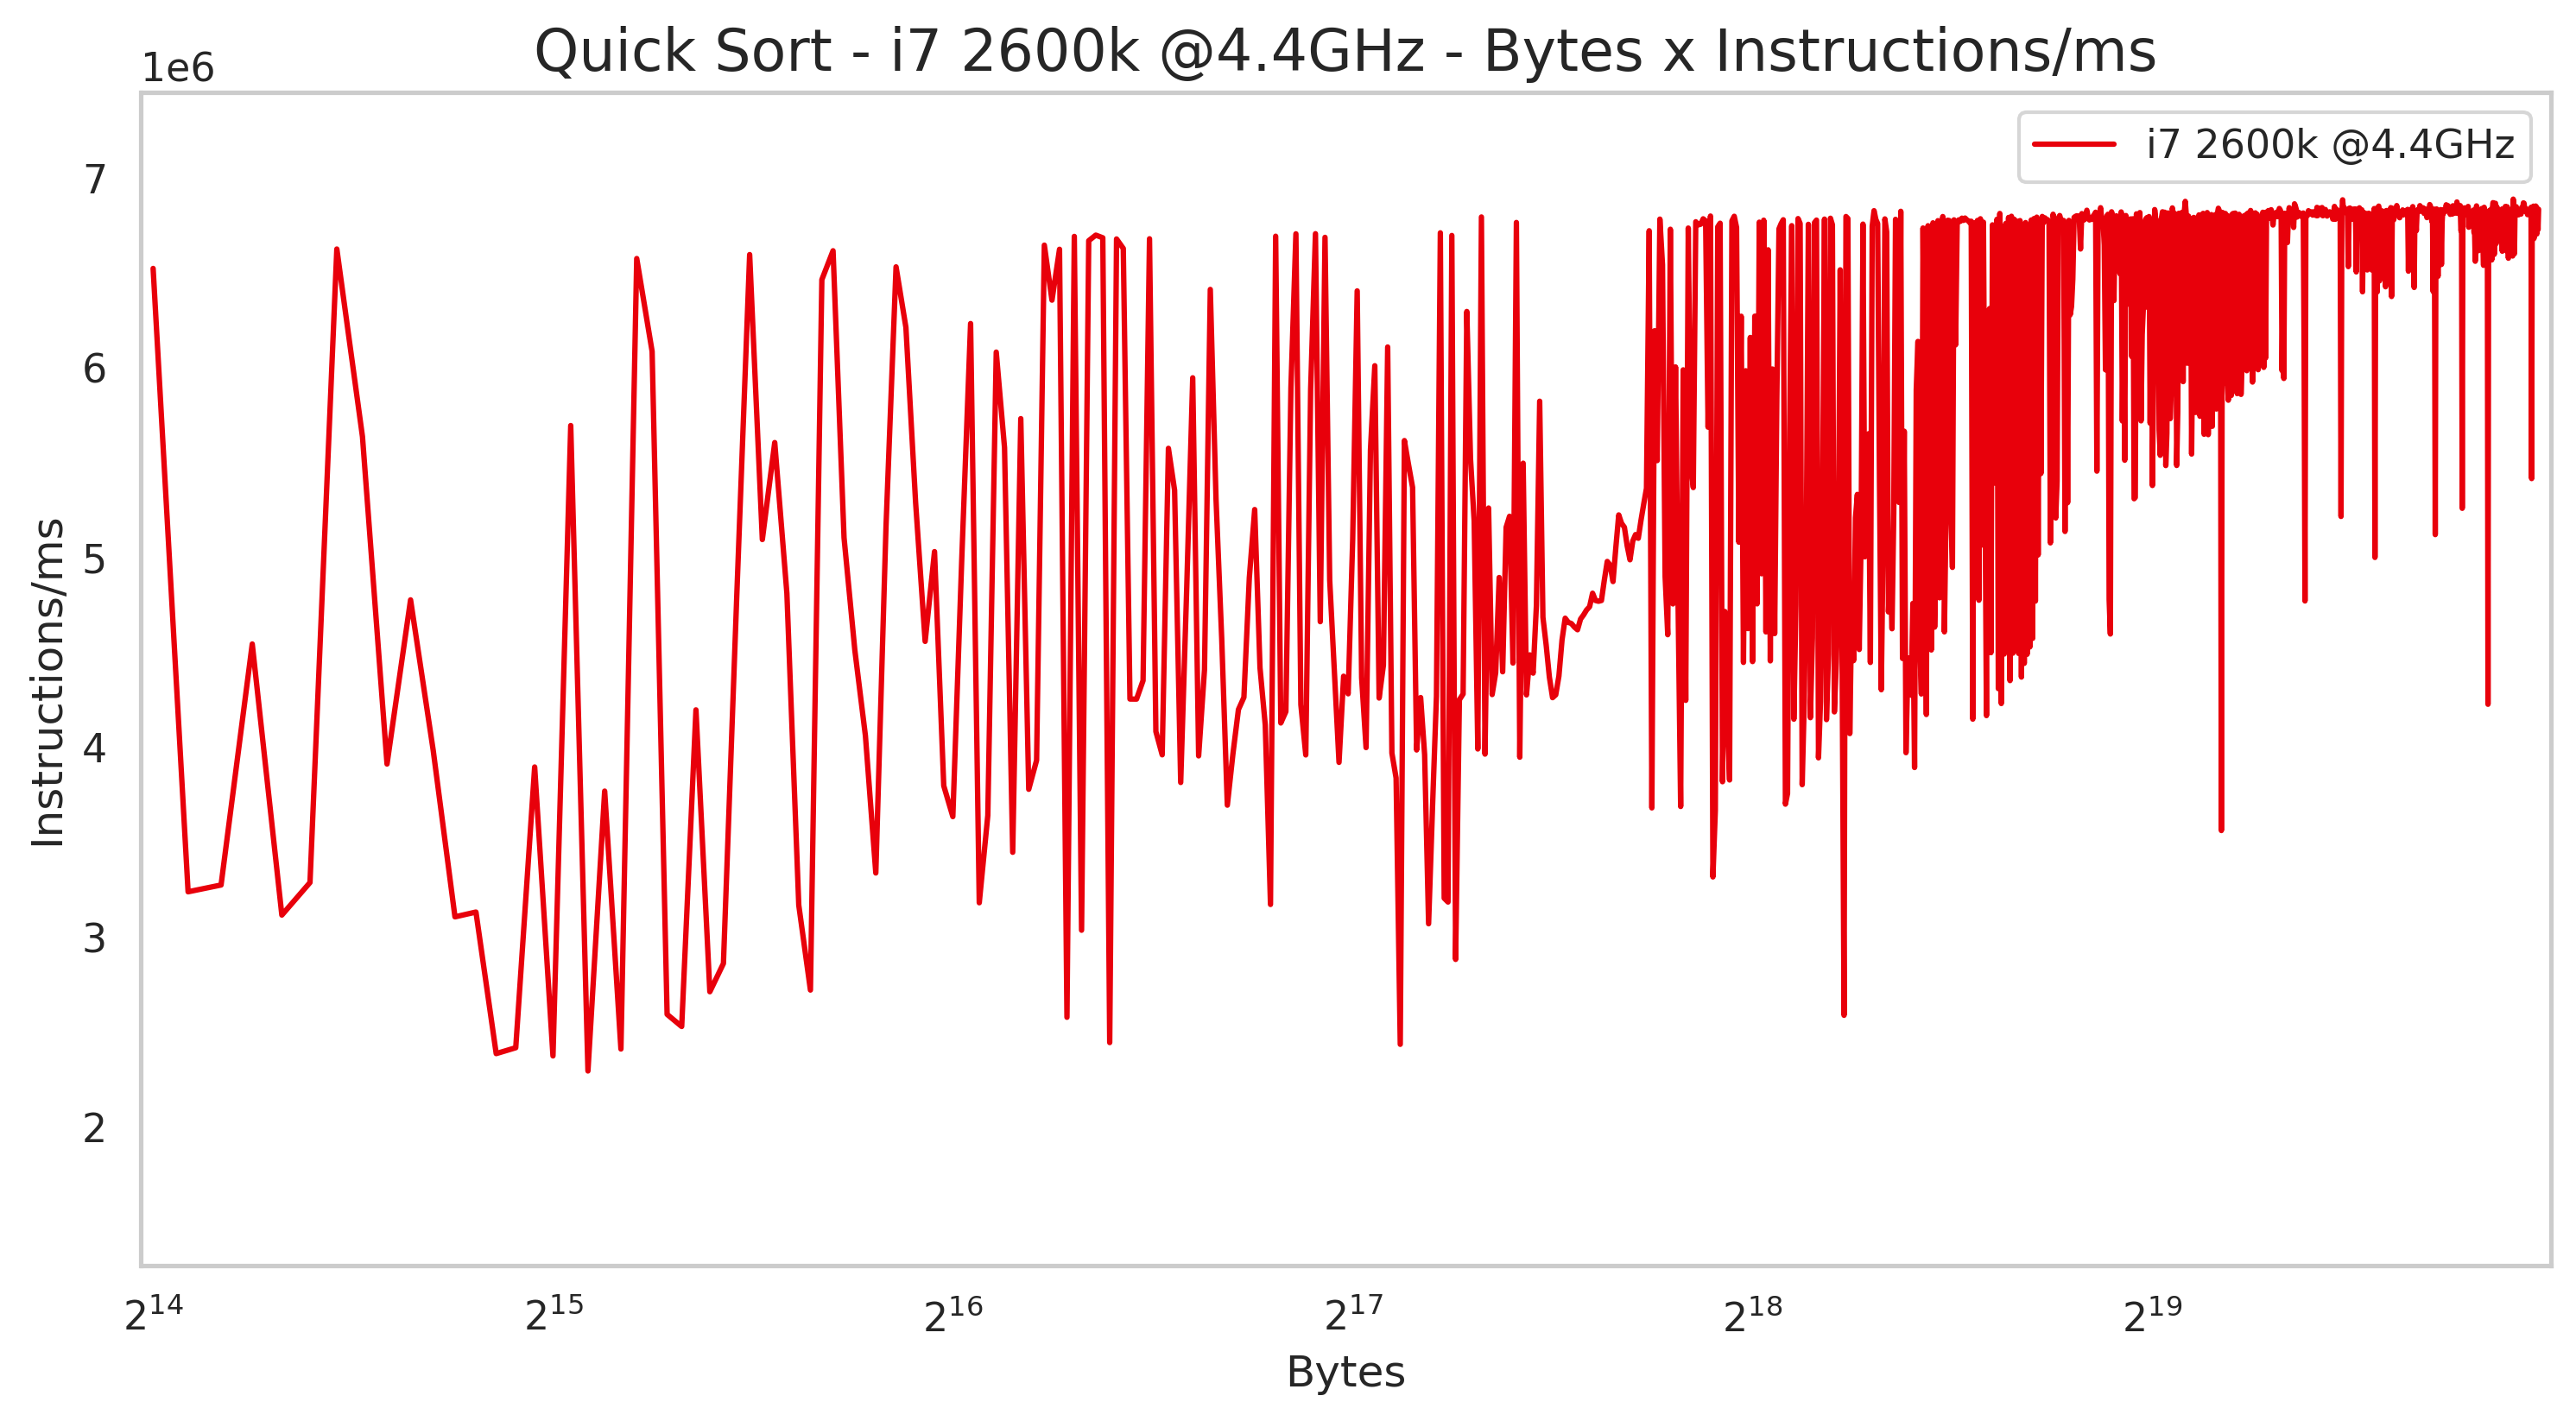 Quick Sort - i7 2600k @4.4GHz - Bytes x Instructions/ms
1e6
i7 2600k @4.4GHz
7
6
5
4
3
2
Instructions/ms
2^14 2^15 2^16 2^17 2^18 2^19
Bytes